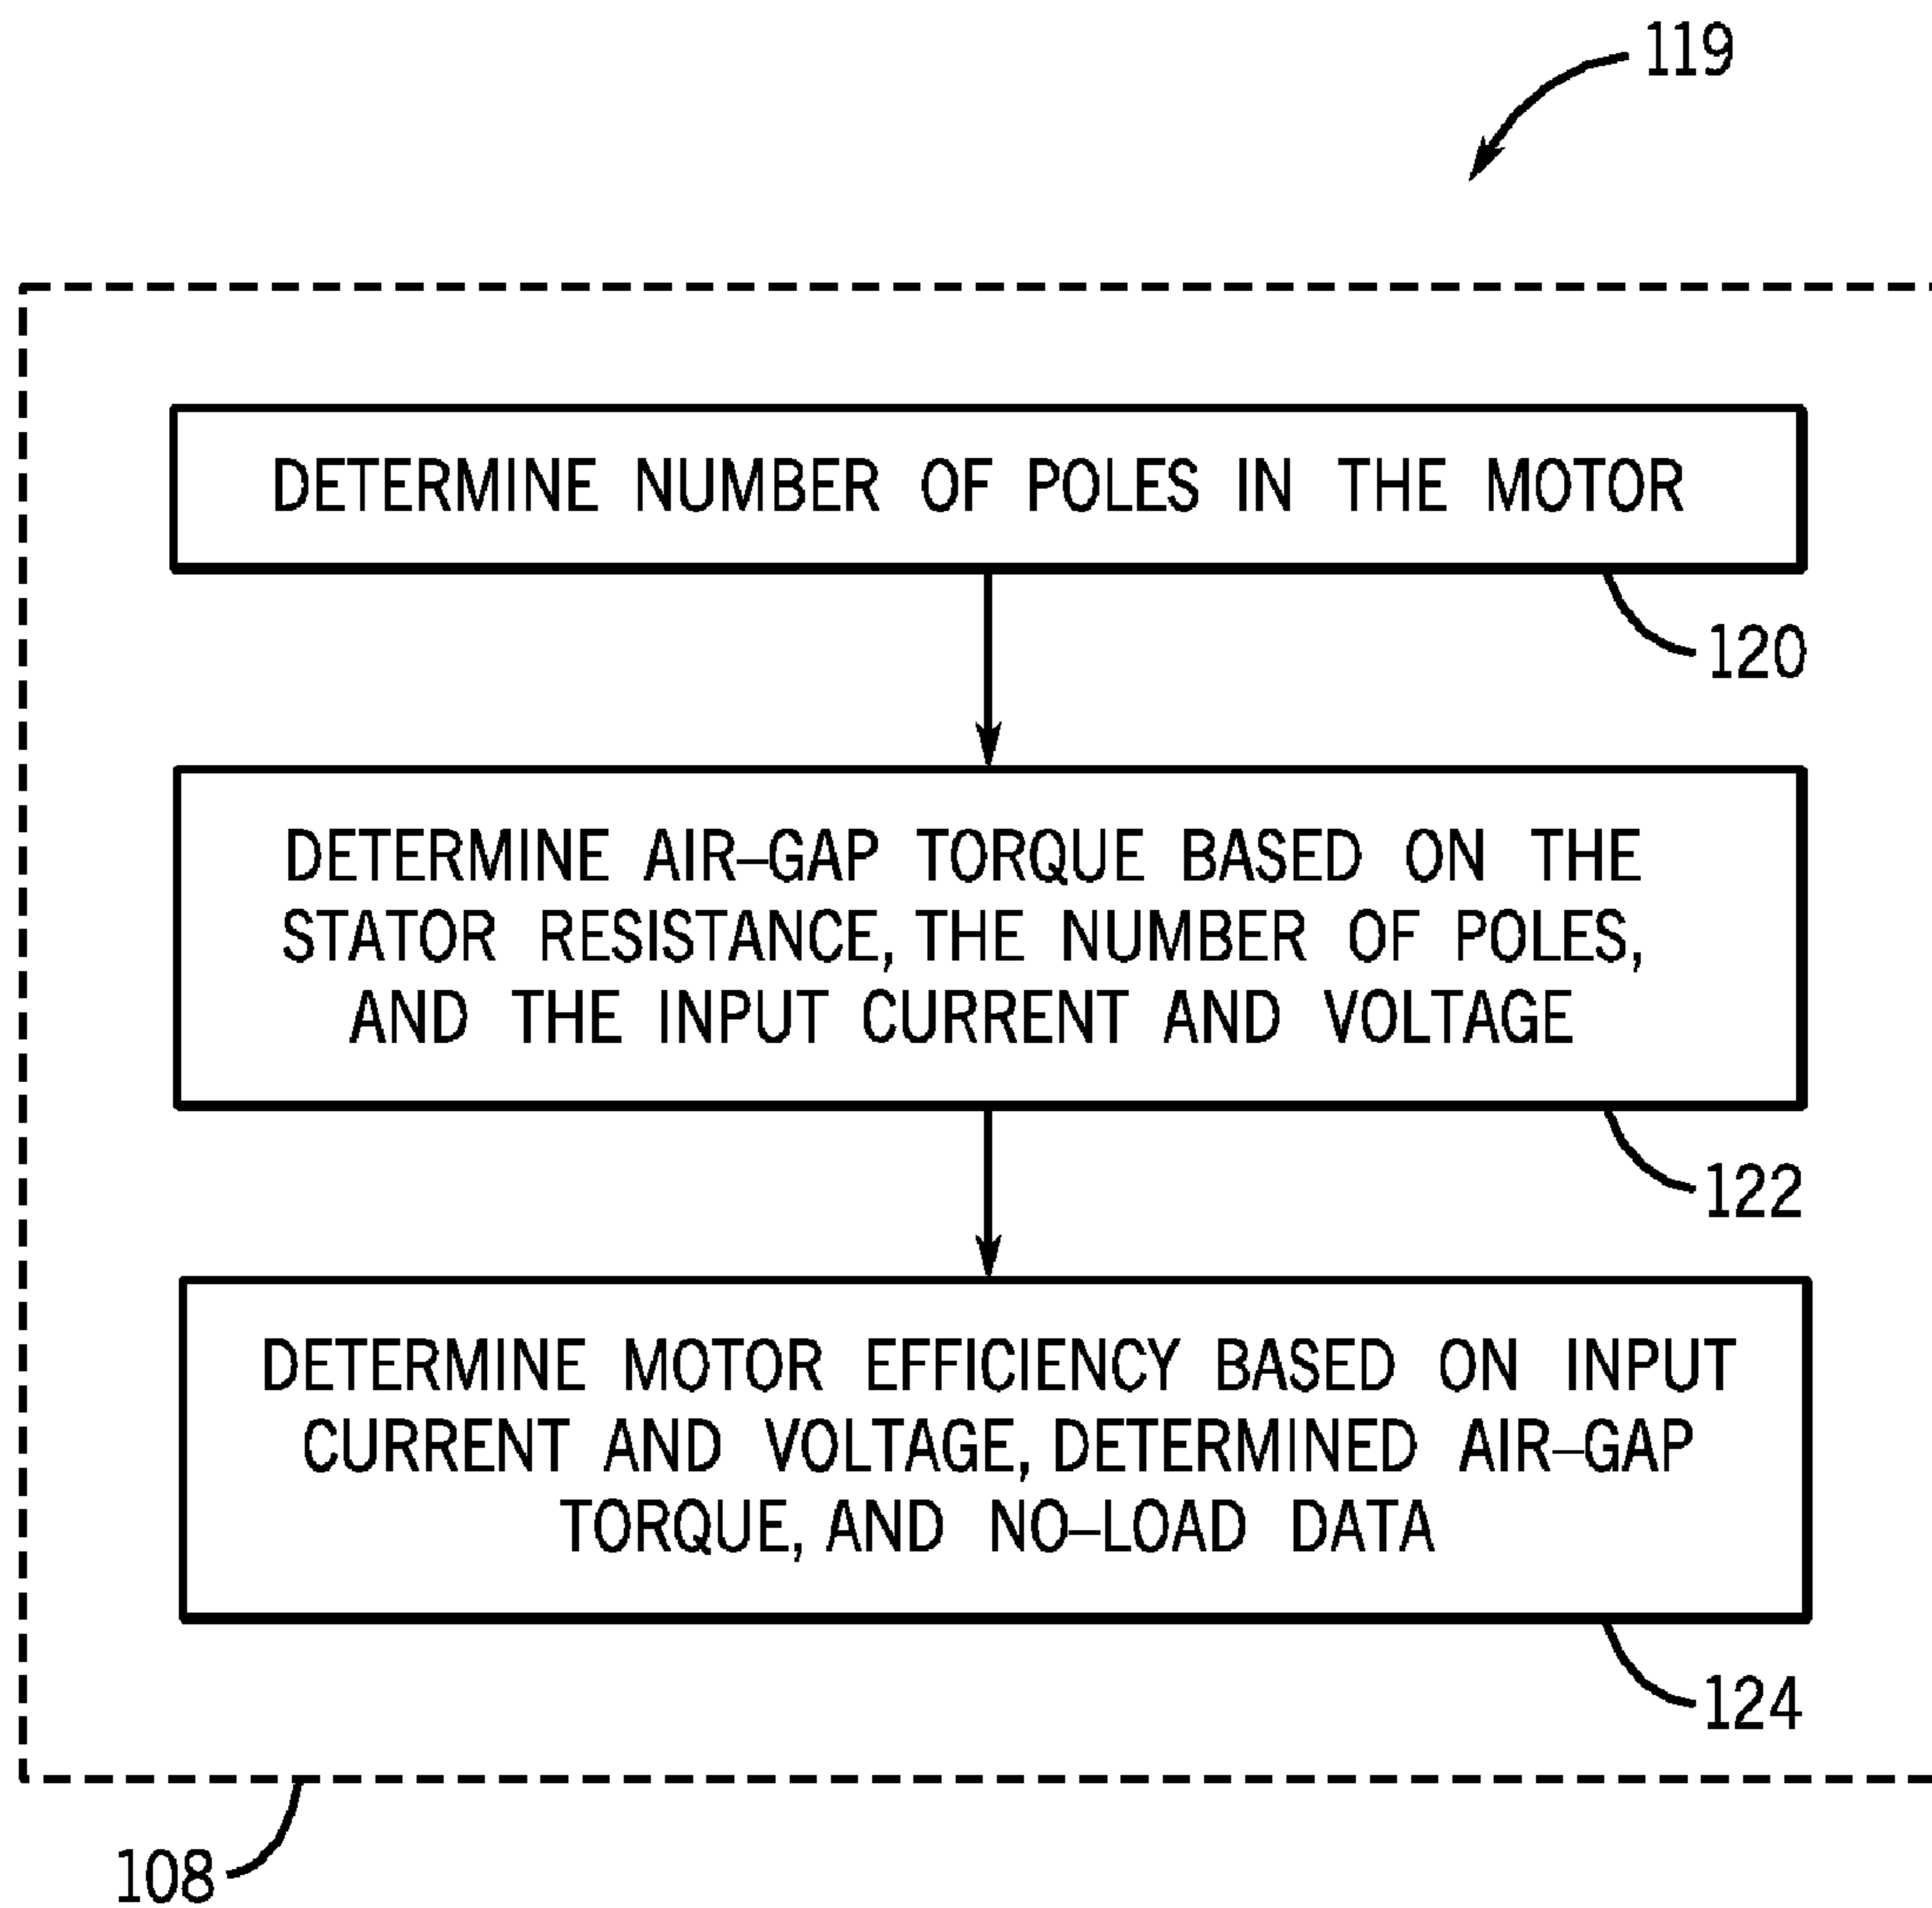 119
DETERMINE NUMBER OF POLES IN THE MOTOR
120
DETERMINE AIR–GAP TORQUE BASED ON THE
STATOR RESISTANCE, THE NUMBER OF POLES,
AND THE INPUT CURRENT AND VOLTAGE
122
DETERMINE MOTOR EFFICIENCY BASED ON INPUT
CURRENT AND VOLTAGE, DETERMINED AIR–GAP
TORQUE, AND NO–LOAD DATA
124
108